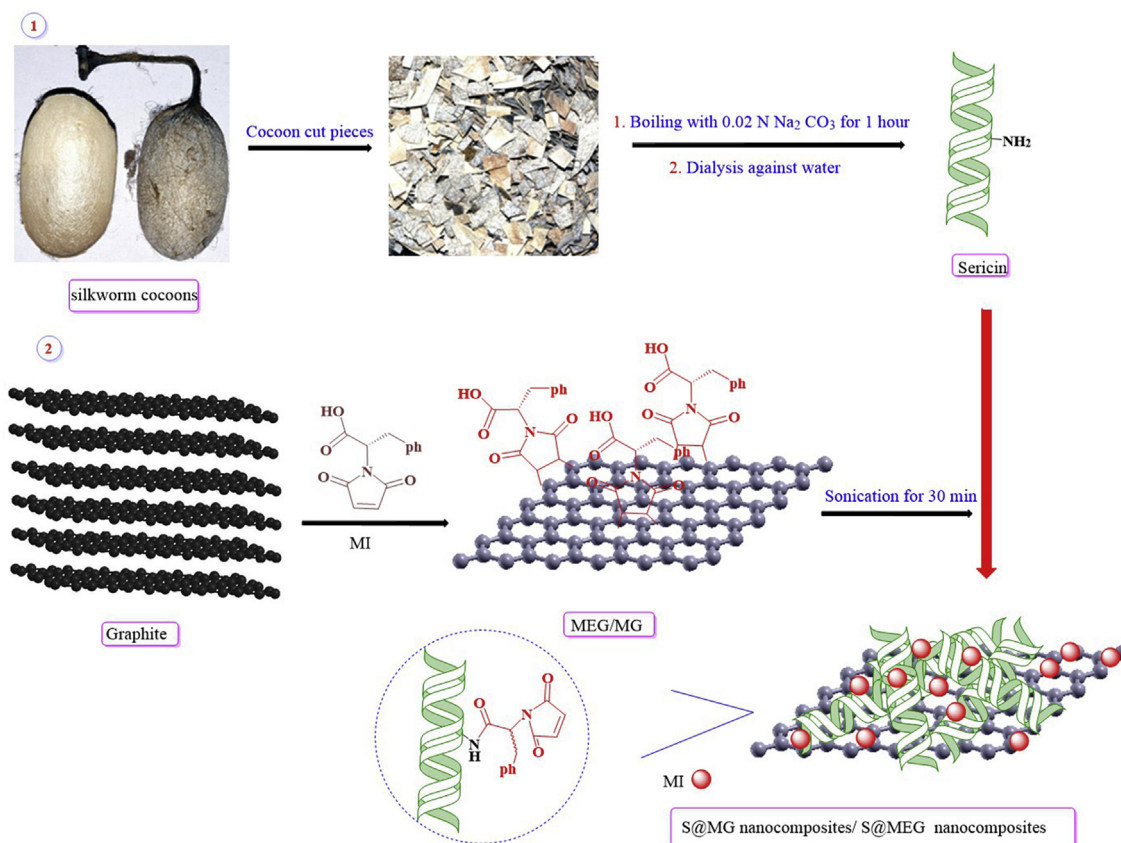 1
Cocoon cut pieces
1. Boiling with 0.02 N Na₂ CO₃ for 1 hour
2. Dialysis against water
NH₂
silkworm cocoons
Sericin
2
HO
O
ph
N
O
O
MI
HO
O
ph
N
O
O
HO
O
ph
N
O
O
HO
O
ph
N
O
O
Sonication for 30 min
Graphite
MEG/MG
O
N
H
ph
N
O
O
MI
S@MG nanocomposites/ S@MEG nanocomposites